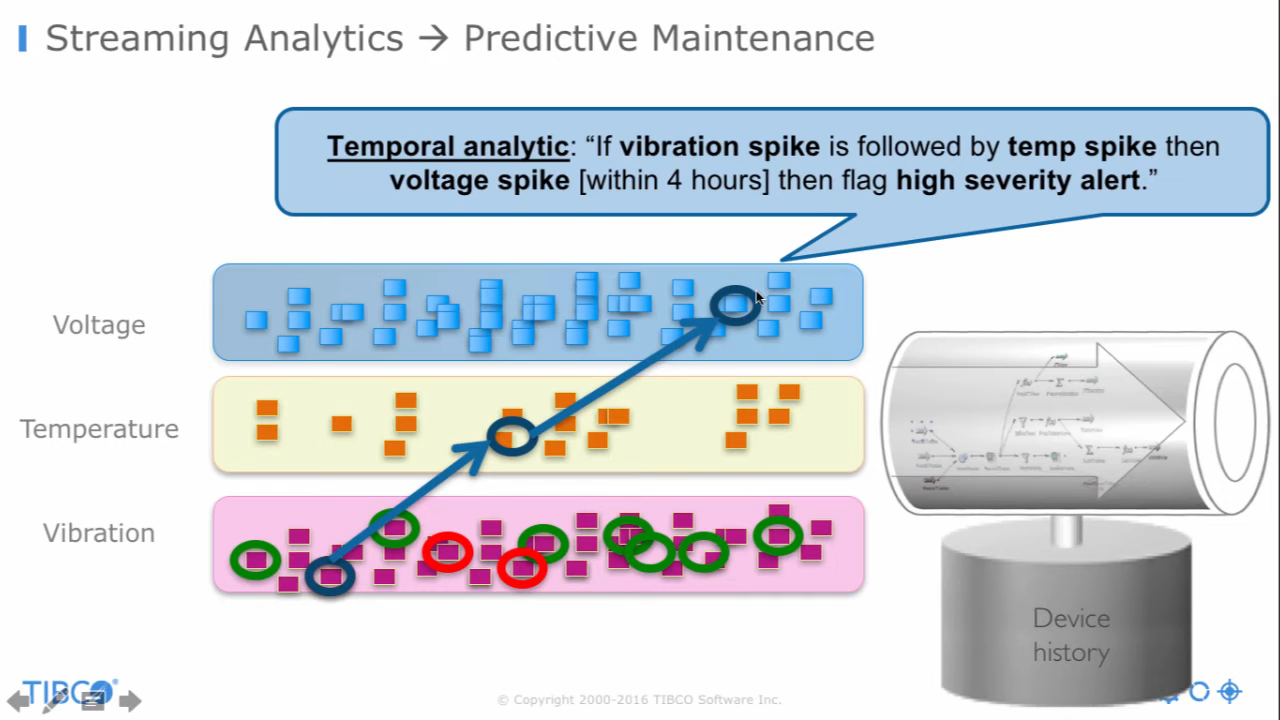 Streaming Analytics → Predictive Maintenance
Temporal analytic: “If vibration spike is followed by temp spike then
voltage spike [within 4 hours] then flag high severity alert.”
Voltage
Temperature
Vibration
Device
history
TIBCO®
© Copyright 2000-2016 TIBCO Software Inc.